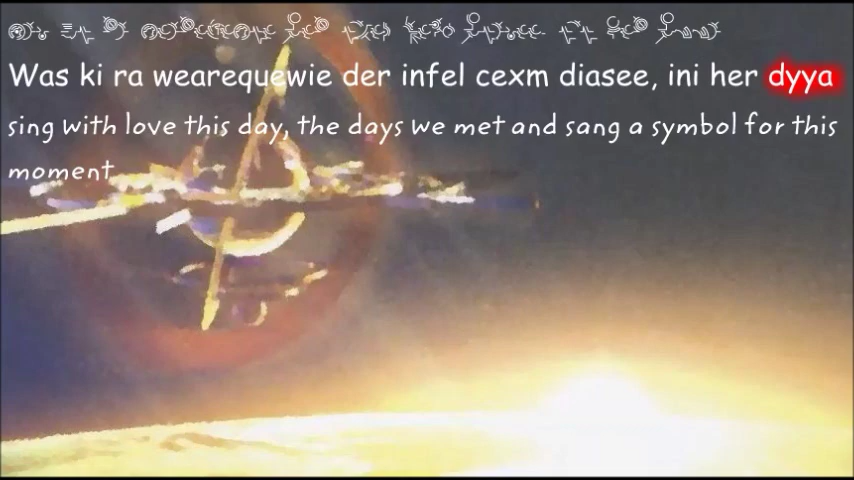 Was ki ra wearequewie der infel cexm diasee, ini her dyya
sing with love this day, the days we met and sang a symbol for this
moment